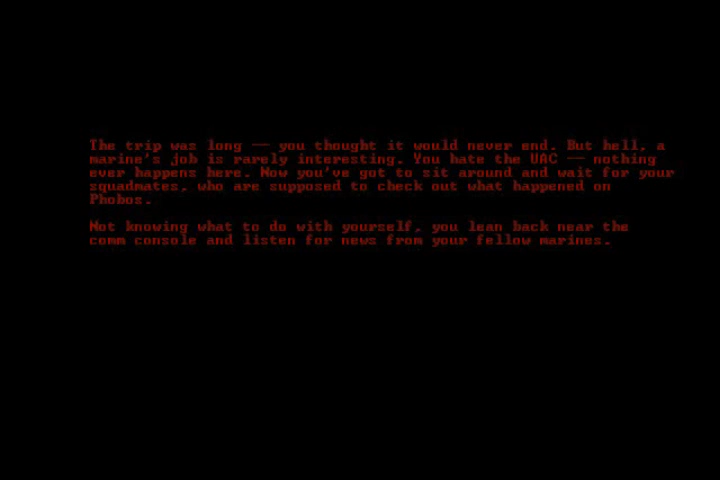 The trip was long -- you thought it would never end. But hell, a
marine's job is rarely interesting. You hate the UAC -- nothing
ever happens here. Now you've got to sit around and wait for your
squadmates, who are supposed to check out what happened on
Phobos.
Not knowing what to do with yourself, you lean back near the
comm console and listen for news from your fellow marines.